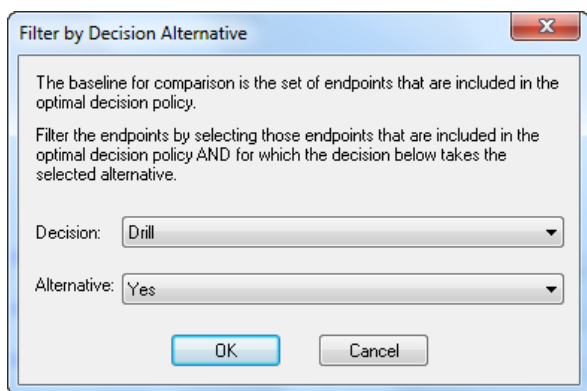 Filter by Decision Alternative
The baseline for comparison is the set of endpoints that are included in the
optimal decision policy.
Filter the endpoints by selecting those endpoints that are included in the
optimal decision policy AND for which the decision below takes the
selected alternative.
Decision: Drill
Alternative: Yes
OK Cancel